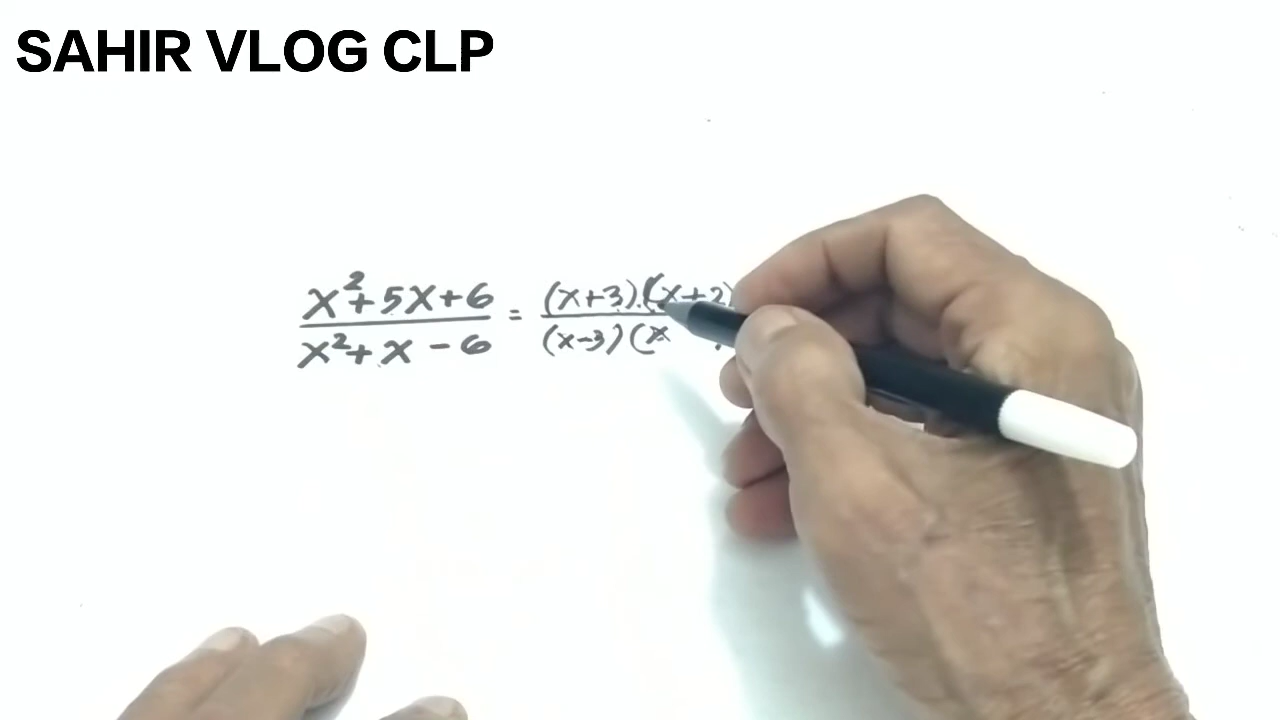 SAHIR VLOG CLP
x²+5x+6 = (x+3).(x+2)
x²+x-6 (x-3)(x